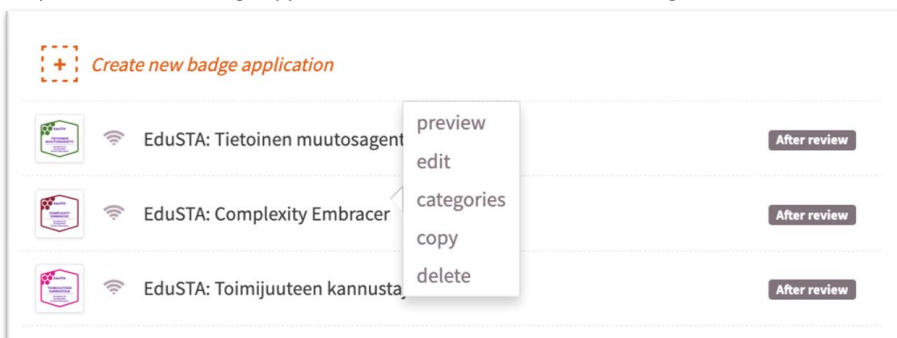 + Create new badge application
EduSTA: Tietoinen muutosagent
After review
EduSTA: Complexity Embracer
After review
EduSTA: Toimijuuteen kannustaj
After review
preview
edit
categories
copy
delete